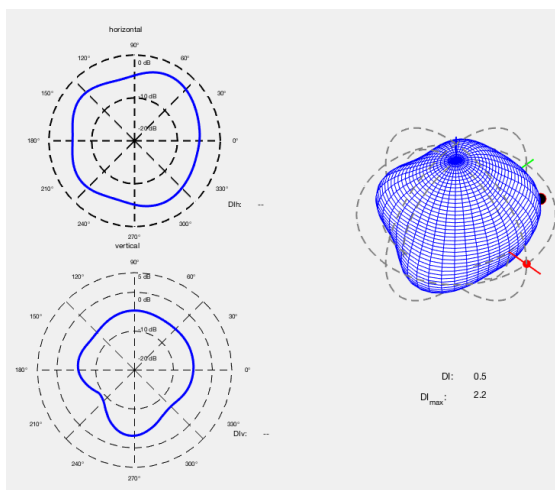 horizontal
90°
120°
60°
0 dB
150°
30°
-10 dB
-20 dB
180°
0°
210°
330°
DIh: --
240°
300°
270°
vertical
90°
120°
60°
5 dB
0 dB
150°
30°
-10 dB
-20 dB
180°
0°
210°
330°
DIv: --
240°
300°
270°
DI: 0.5
DImax: 2.2